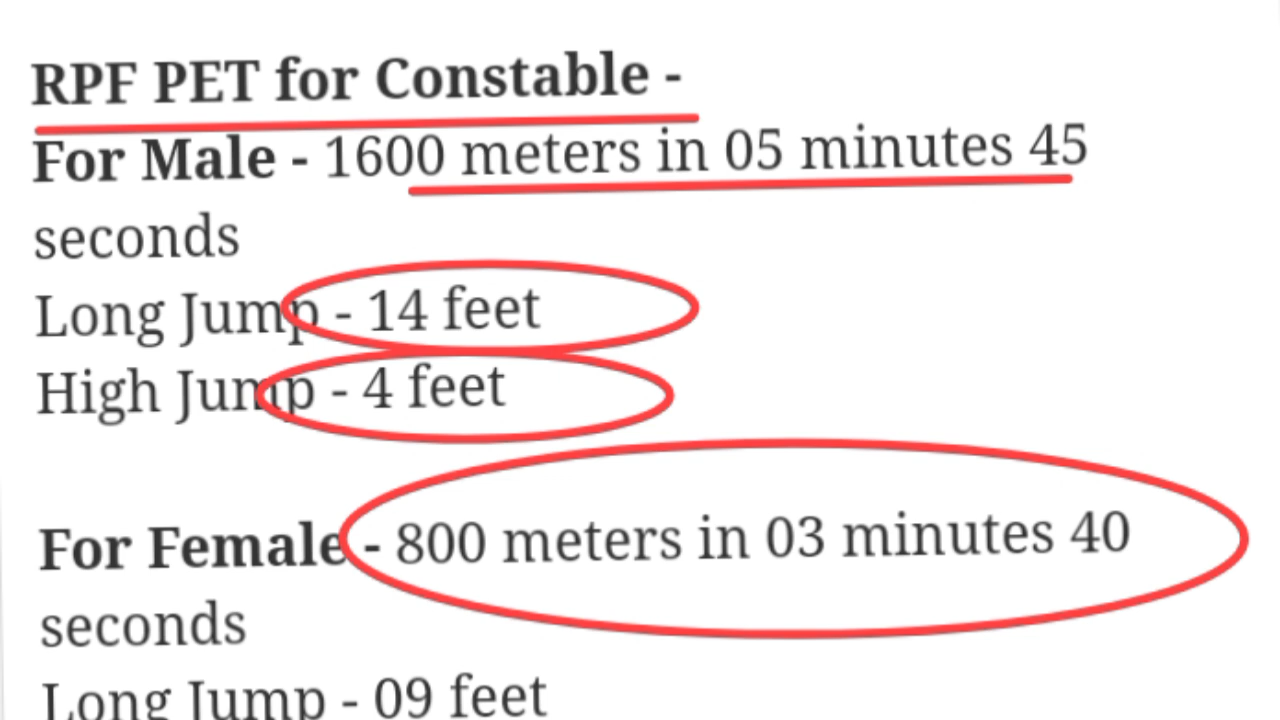 RPF PET for Constable -
For Male - 1600 meters in 05 minutes 45
seconds
Long Jump - 14 feet
High Jump - 4 feet
For Female - 800 meters in 03 minutes 40
seconds
Long Jump - 09 feet